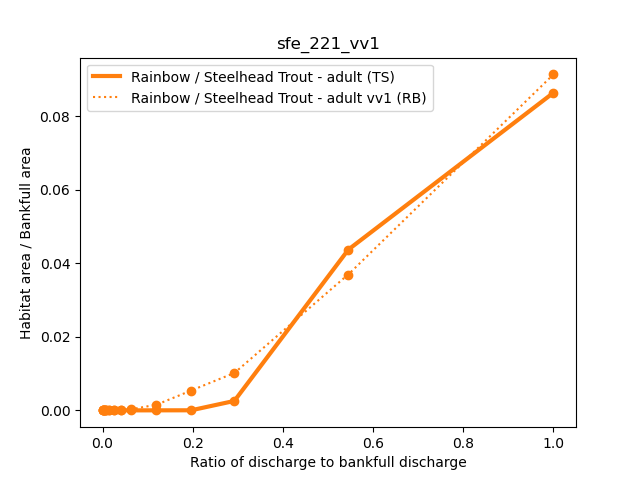 sfe_221_vv1
Rainbow / Steelhead Trout - adult (TS)
Rainbow / Steelhead Trout - adult vv1 (RB)
Habitat area / Bankfull area
0.08
0.06
0.04
0.02
0.00
0.0 0.2 0.4 0.6 0.8 1.0
Ratio of discharge to bankfull discharge